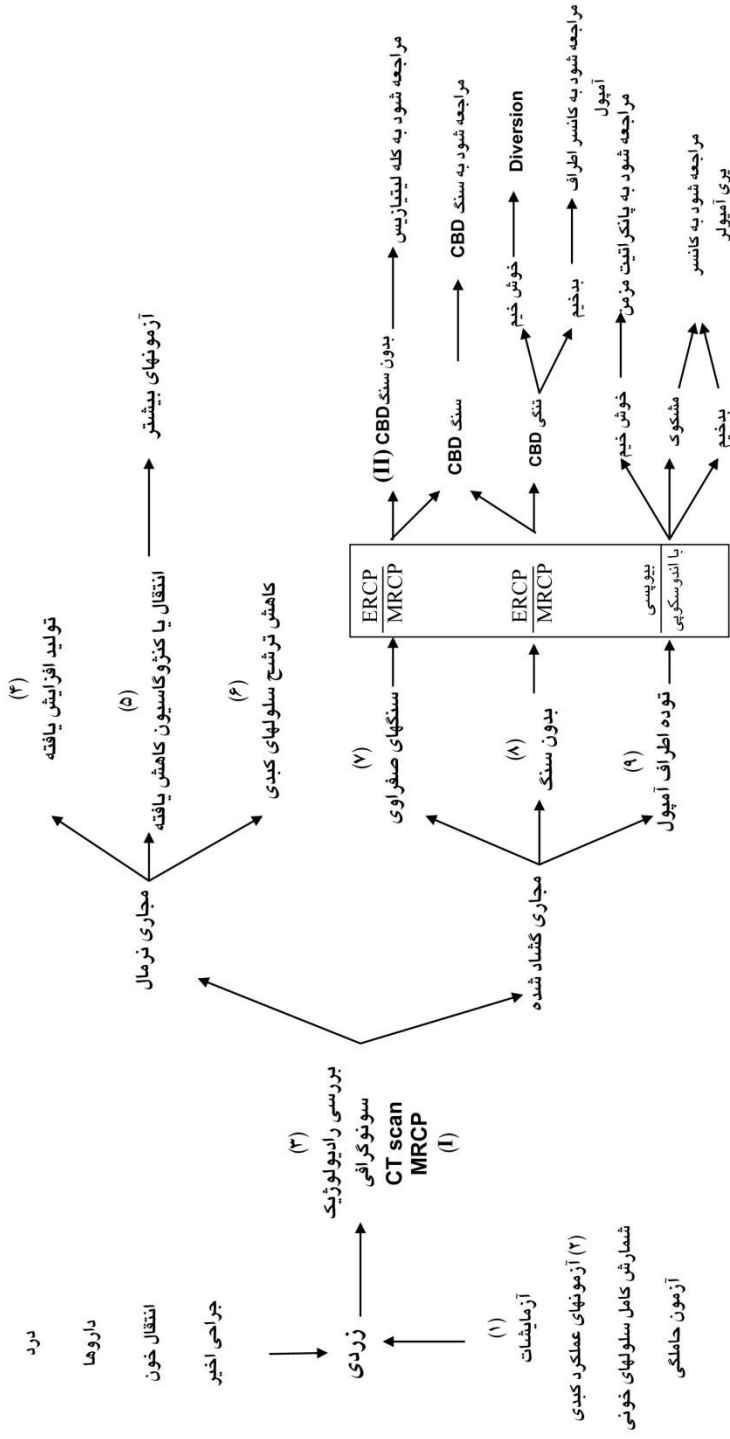 درد
داروها
انتقال خون
جراحی اخیر
زردی
(۱)
آزمایشات
(۲) آزمونهای عملکرد کبدی
شمارش کامل سلولهای خونی
آزمون حاملگی
(۳)
بررسی رادیولوژیک
سونوگرافی
CT scan
MRCP
(I)
مجاری نرمال
مجاری گشاد شده
(۴)
تولید افزایش یافته
(۵)
انتقال یا کنژوگاسیون کاهش یافته
آزمونهای بیشتر
(۶)
کاهش ترشح سلولهای کبدی
(۷)
سنگهای صفراوی
(۸)
بدون سنگ
(۹)
توده اطراف آمپول
ERCP
MRCP
ERCP
MRCP
بیوپسی
با اندوسکوپی
(II) CBD بدون سنگ
مراجعه شود به کله لیتیازیس
سنگ CBD
مراجعه شود به سنگ CBD
تنگی CBD
خوش خیم
Diversion
بدخیم
مراجعه شود به کانسر اطراف
آمپول
خوش خیم
مراجعه شود به پانکراتیت مزمن
مشکوک
بدخیم
مراجعه شود به کانسر
پری آمپولر